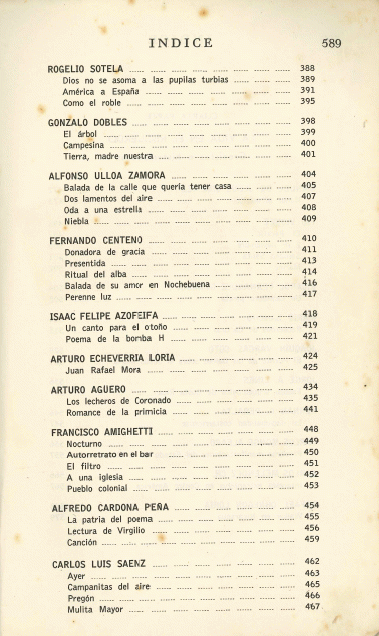 INDICE 589
ROGELIO SOTELA 388
Dios no se asoma a las pupilas turbias 389
América a España 391
Como el roble 395
GONZALO DOBLES 398
El árbol 399
Campesina 400
Tierra, madre nuestra 401
ALFONSO ULLOA ZAMORA 404
Balada de la calle que quería tener casa 405
Dos lamentos del aire 407
Oda a una estrella 408
Niebla 409
FERNANDO CENTENO 410
Donadora de gracia 411
Presentida 413
Ritual del alba 414
Balada de su amor en Nochebuena 416
Perenne luz 417
ISAAC FELIPE AZOFEIFA 418
Un canto para el otoño 419
Poema de la bomba H 421
ARTURO ECHEVERRIA LORIA 424
Juan Rafael Mora 425
ARTURO AGUERO 434
Los lecheros de Coronado 435
Romance de la primicia 441
FRANCISCO AMIGHETTI 448
Nocturno 449
Autorretrato en el bar 450
El filtro 451
A una iglesia 452
Pueblo colonial 453
ALFREDO CARDONA PEÑA 454
La patria del poema 455
Lectura de Virgilio 456
Canción 459
CARLOS LUIS SAENZ 462
Ayer 463
Campanitas del aire 465
Pregón 466
Mulita Mayor 467